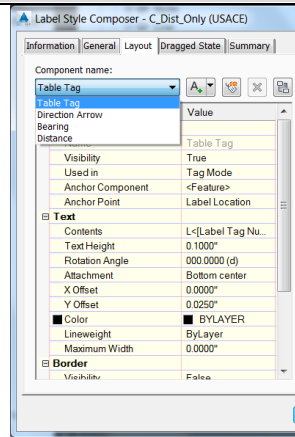 Label Style Composer - C_Dist_Only (USACE)
Information General Layout Dragged State Summary
Component name:
Table Tag
Table Tag
Direction Arrow
Bearing
Distance
Value
Name Table Tag
Visibility True
Used in Tag Mode
Anchor Component <Feature>
Anchor Point Label Location
Text
Contents L<[Label Tag Nu...
Text Height 0.1000"
Rotation Angle 000.0000 (d)
Attachment Bottom center
X Offset 0.0000"
Y Offset 0.0250"
Color BYLAYER
Lineweight ByLayer
Maximum Width 0.0000"
Border
Visibility False